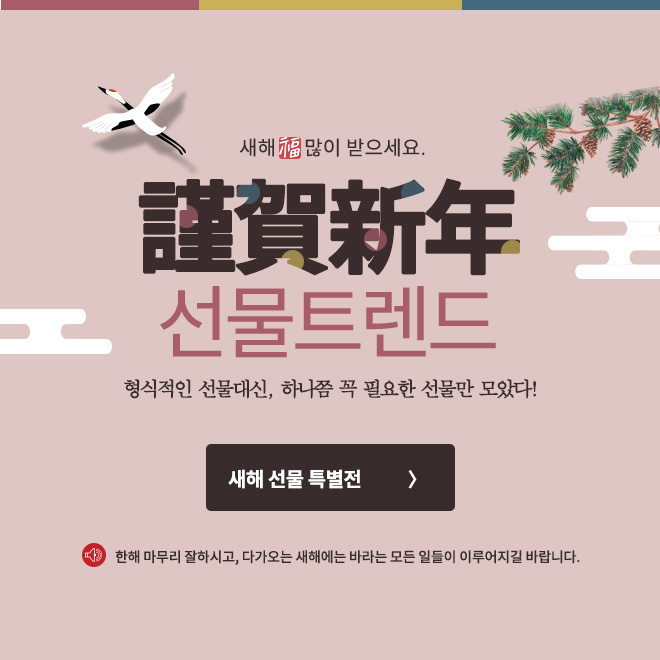 새해 福 많이 받으세요.
謹賀新年
선물트렌드
형식적인 선물대신, 하나쯤 꼭 필요한 선물만 모았다!
새해 선물 특별전 〉
한해 마무리 잘하시고, 다가오는 새해에는 바라는 모든 일들이 이루어지길 바랍니다.